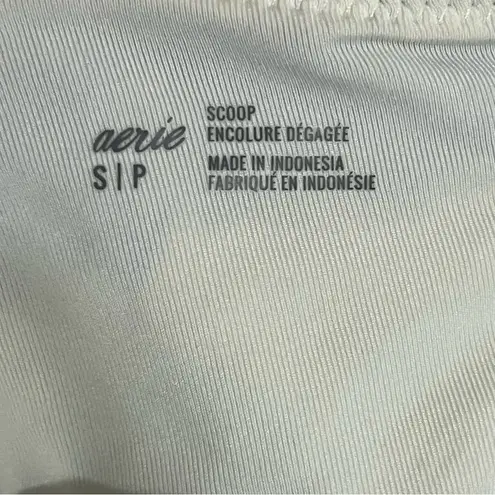 aerie
S|P
SCOOP
ENCOLURE DÉGAGÉE
MADE IN INDONESIA
FABRIQUÉ EN INDONÉSIE